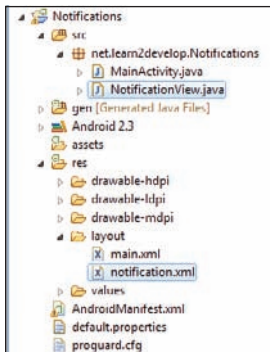 Notifications
src
net.learn2develop.Notifications
MainActivity.java
NotificationView.java
gen [Generated Java Files]
Android 2.3
assets
res
drawable-hdpi
drawable-ldpi
drawable-mdpi
layout
main.xml
notification.xml
values
AndroidManifest.xml
default.properties
proguard.cfg